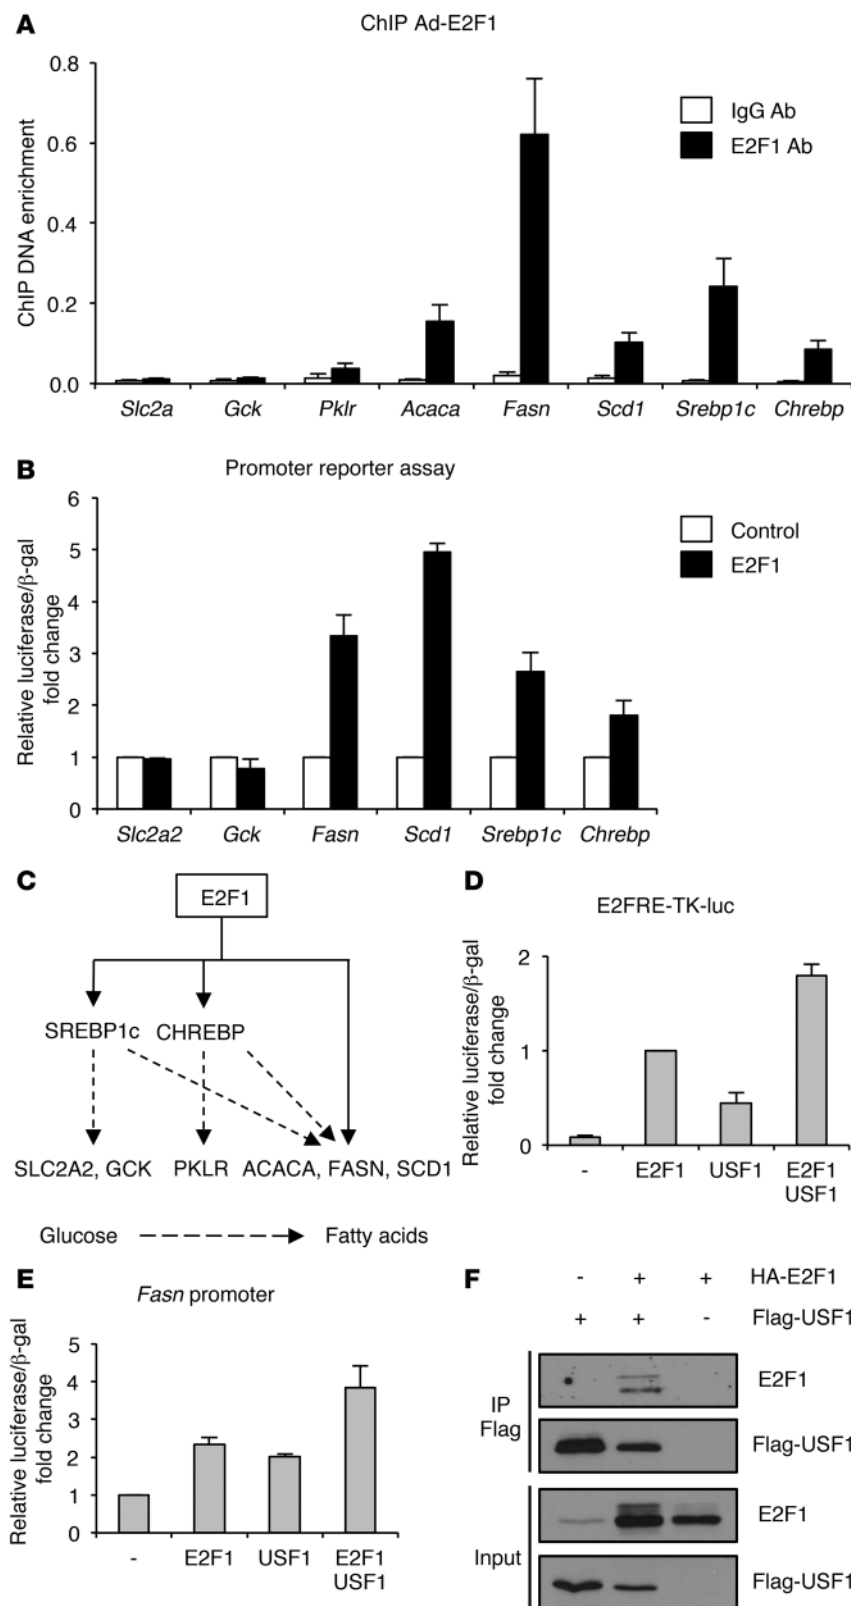 A
ChIP Ad-E2F1
ChIP DNA enrichment
0.8
0.6
0.4
0.2
0.0
IgG Ab
E2F1 Ab
Slc2a Gck Pklr Acaca Fasn Scd1 Srebp1c Chrebp
B
Promoter reporter assay
Relative luciferase/β-gal
fold change
6
5
4
3
2
1
0
Control
E2F1
Slc2a2 Gck Fasn Scd1 Srebp1c Chrebp
C
E2F1
SREBP1c CHREBP
SLC2A2, GCK PKLR ACACA, FASN, SCD1
Glucose Fatty acids
D
E2FRE-TK-luc
Relative luciferase/β-gal
fold change
2
1
0
- E2F1 USF1 E2F1
USF1
E
Fasn promoter
Relative luciferase/β-gal
fold change
5
4
3
2
1
0
- E2F1 USF1 E2F1
USF1
F
- + + HA-E2F1
+ + - Flag-USF1
IP
Flag
E2F1
Flag-USF1
Input
E2F1
Flag-USF1